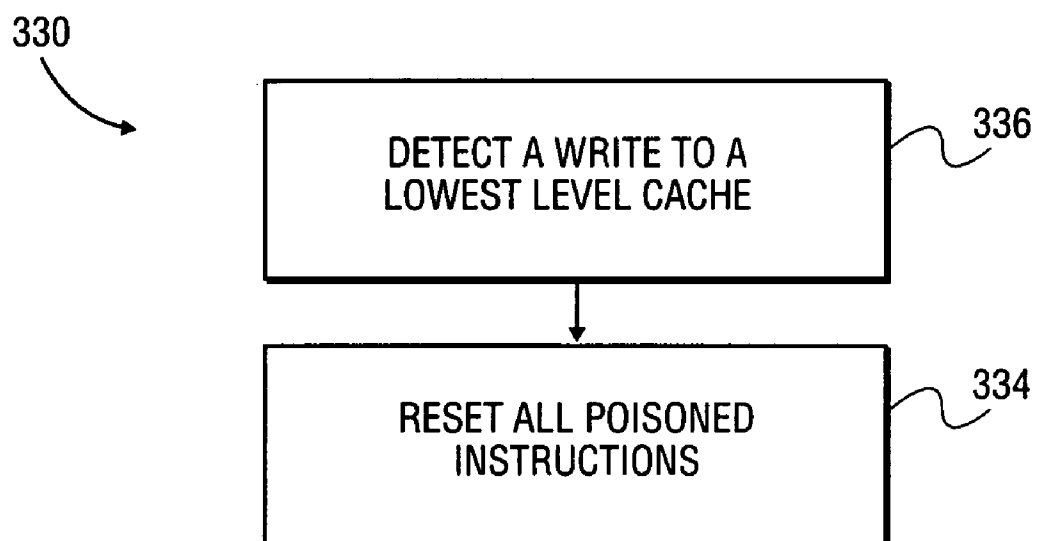 330
DETECT A WRITE TO A
LOWEST LEVEL CACHE
336
RESET ALL POISONED
INSTRUCTIONS
334